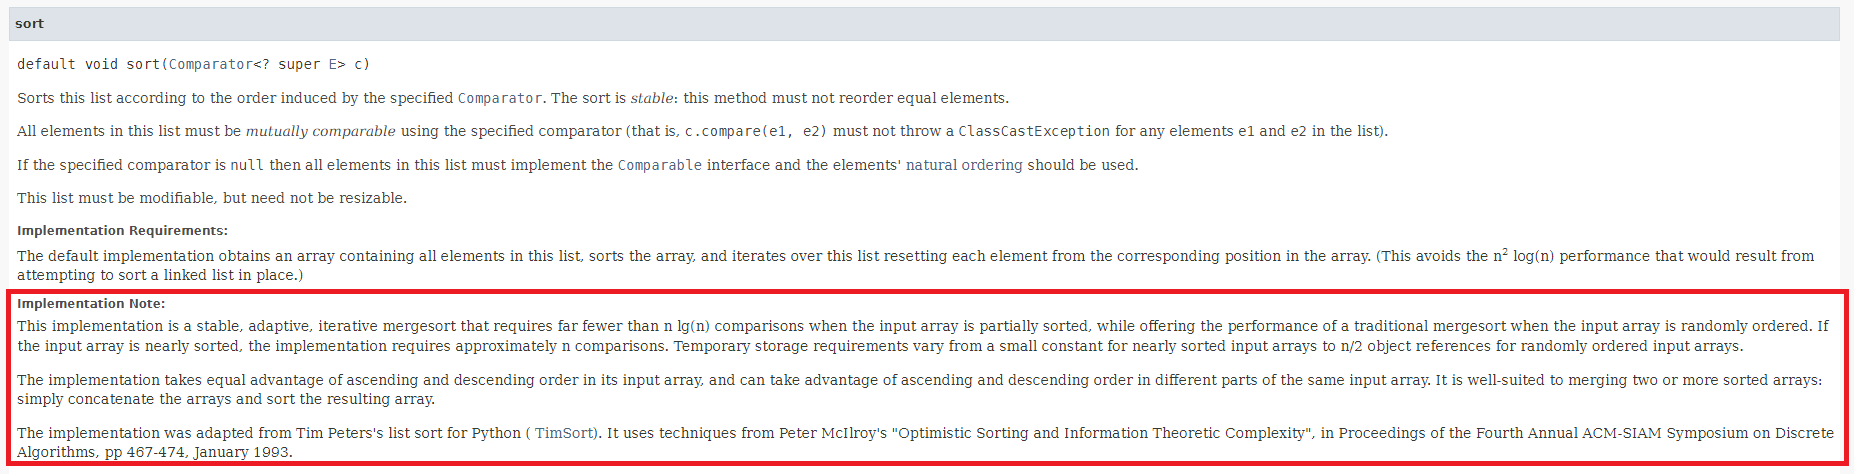 sort
default void sort(Comparator<? super E> c)
Sorts this list according to the order induced by the specified Comparator. The sort is stable: this method must not reorder equal elements.
All elements in this list must be mutually comparable using the specified comparator (that is, c.compare(e1, e2) must not throw a ClassCastException for any elements e1 and e2 in the list).
If the specified comparator is null then all elements in this list must implement the Comparable interface and the elements' natural ordering should be used.
This list must be modifiable, but need not be resizable.
Implementation Requirements:
The default implementation obtains an array containing all elements in this list, sorts the array, and iterates over this list resetting each element from the corresponding position in the array. (This avoids the n² log(n) performance that would result from
attempting to sort a linked list in place.)
Implementation Note:
This implementation is a stable, adaptive, iterative mergesort that requires far fewer than n lg(n) comparisons when the input array is partially sorted, while offering the performance of a traditional mergesort when the input array is randomly ordered. If
the input array is nearly sorted, the implementation requires approximately n comparisons. Temporary storage requirements vary from a small constant for nearly sorted input arrays to n/2 object references for randomly ordered input arrays.
The implementation takes equal advantage of ascending and descending order in its input array, and can take advantage of ascending and descending order in different parts of the same input array. It is well-suited to merging two or more sorted arrays:
simply concatenate the arrays and sort the resulting array.
The implementation was adapted from Tim Peters's list sort for Python ( TimSort). It uses techniques from Peter McIlroy's "Optimistic Sorting and Information Theoretic Complexity", in Proceedings of the Fourth Annual ACM-SIAM Symposium on Discrete
Algorithms, pp 467-474, January 1993.